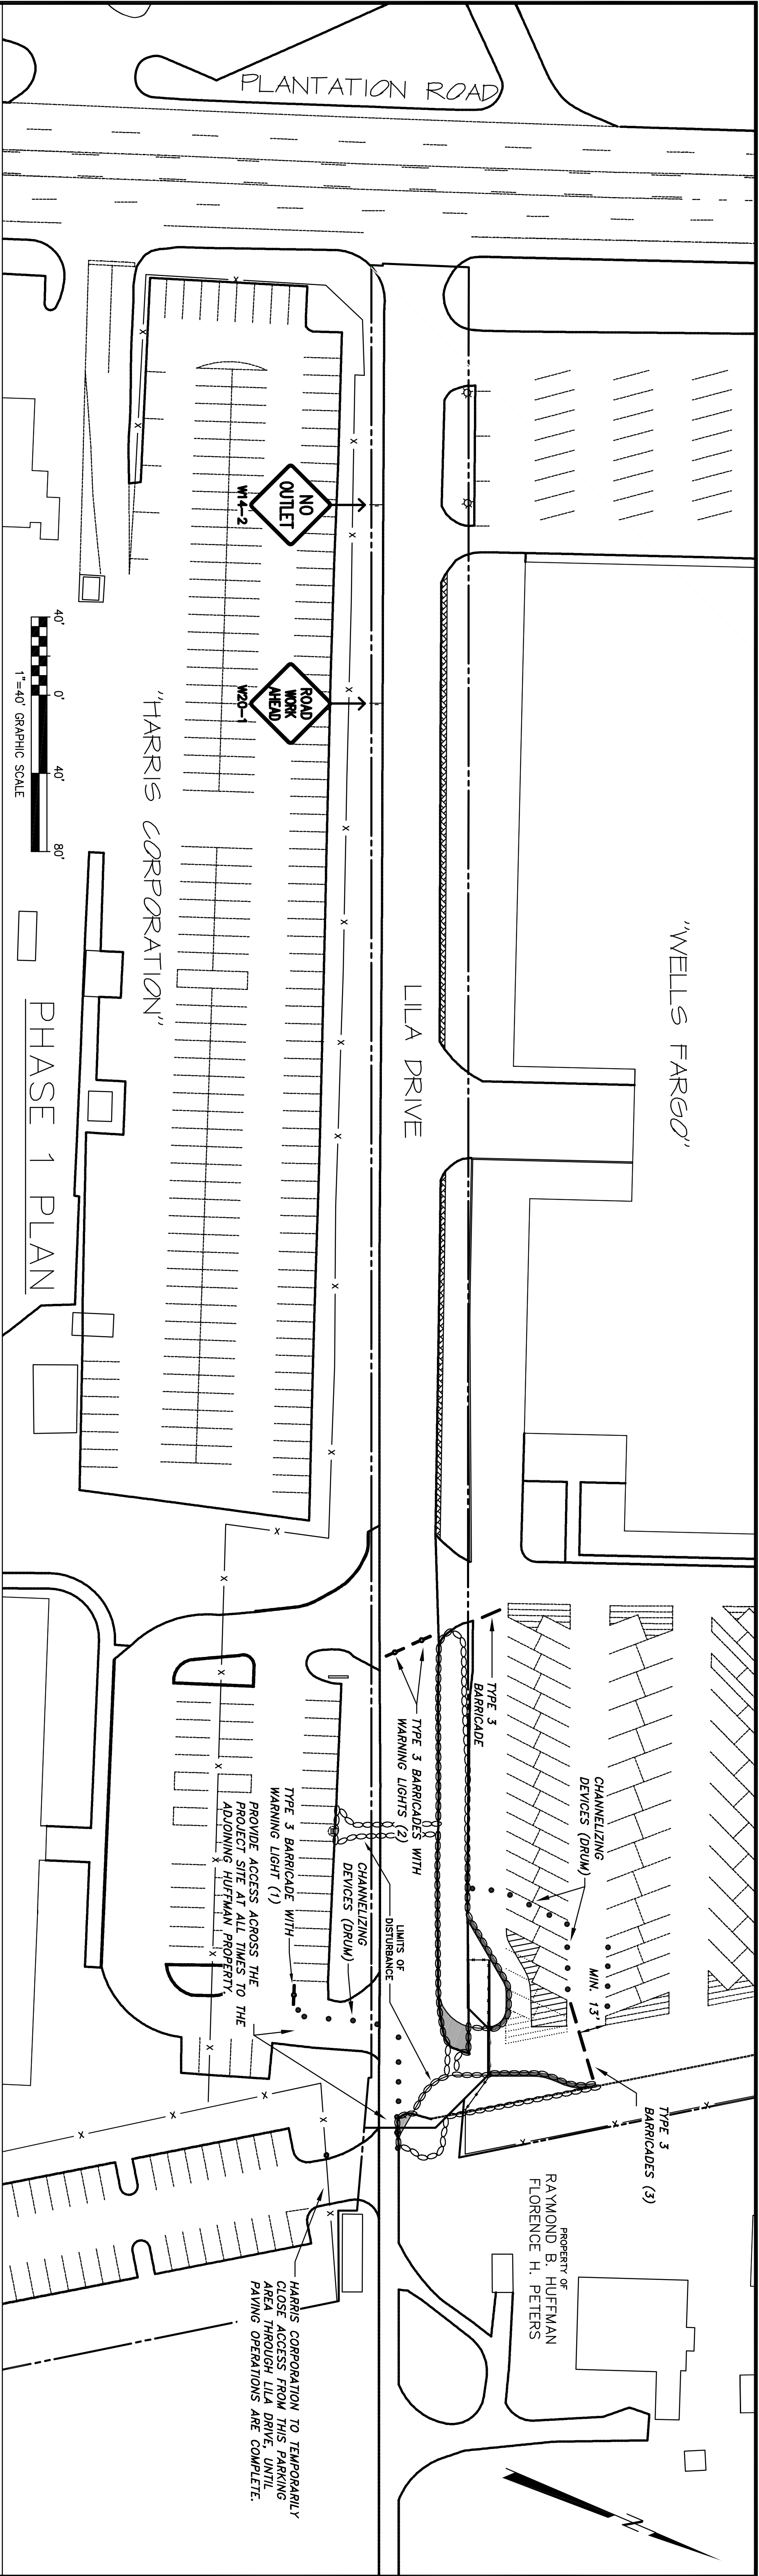 PLANTATION ROAD
NO
OUTLET
W14-2
ROAD
WORK
AHEAD
W20-1
"HARRIS CORPORATION"
"WELLS FARGO"
LILA DRIVE
40'
0'
40'
80'
1"=40' GRAPHIC SCALE
PHASE 1 PLAN
TYPE 3
BARRICADE
TYPE 3 BARRICADES WITH
WARNING LIGHTS (2)
CHANNELIZING
DEVICES (DRUM)
MIN. 13'
TYPE 3
BARRICADES (3)
LIMITS OF
DISTURBANCE
CHANNELIZING
DEVICES (DRUM)
TYPE 3 BARRICADE WITH
WARNING LIGHT (1)
PROVIDE ACCESS ACROSS THE
PROJECT SITE AT ALL TIMES TO THE
ADJOINING HUFFMAN PROPERTY.
PROPERTY OF
RAYMOND B. HUFFMAN
FLORENCE H. PETERS
HARRIS CORPORATION TO TEMPORARILY
CLOSE ACCESS FROM THIS PARKING
AREA THROUGH LILA DRIVE, UNTIL
PAVING OPERATIONS ARE COMPLETE.
N